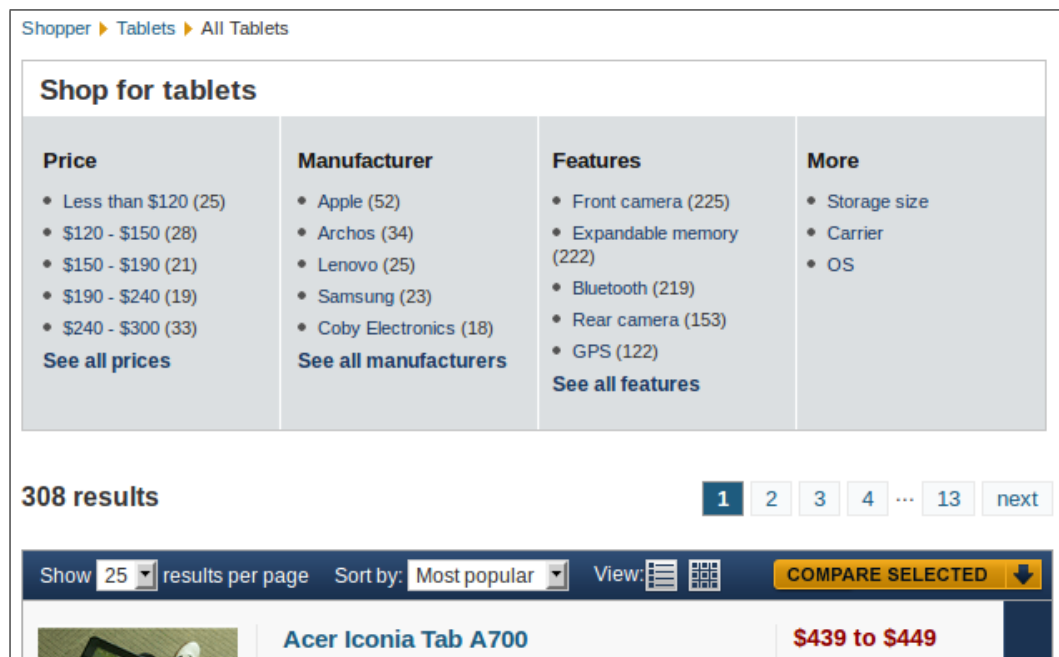 Shopper Tablets All Tablets
Shop for tablets
Price
Less than $120 (25)
$120 - $150 (28)
$150 - $190 (21)
$190 - $240 (19)
$240 - $300 (33)
See all prices
Manufacturer
Apple (52)
Archos (34)
Lenovo (25)
Samsung (23)
Coby Electronics (18)
See all manufacturers
Features
Front camera (225)
Expandable memory
(222)
Bluetooth (219)
Rear camera (153)
GPS (122)
See all features
More
Storage size
Carrier
OS
308 results
1 2 3 4 ... 13 next
Show 25 results per page Sort by: Most popular View: COMPARE SELECTED
Acer Iconia Tab A700 $439 to $449